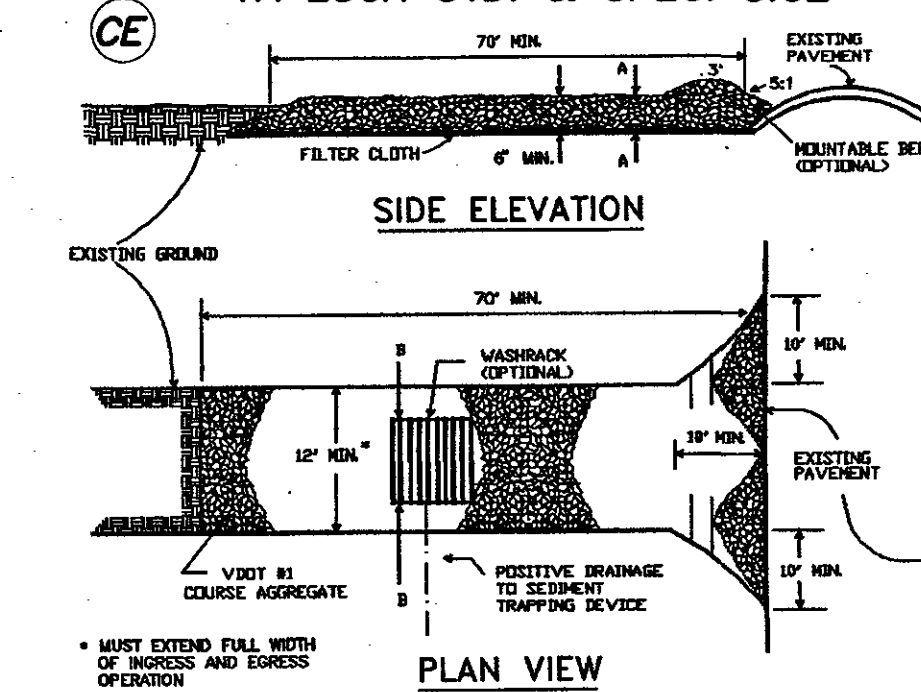 CE
70' MIN.
EXISTING
PAVEMENT
A
3'
5:1
FILTER CLOTH
6" MIN.
A
MOUNTABLE
(OPTIONAL)
SIDE ELEVATION
EXISTING GROUND
70' MIN.
B
WASHRACK
(OPTIONAL)
10' MIN.
12' MIN.*
10' MIN.
EXISTING
PAVEMENT
VDOT #1
COURSE AGGREGATE
B
POSITIVE DRAINAGE
TO SEDIMENT
TRAPPING DEVICE
10' MIN.
* MUST EXTEND FULL WIDTH
OF INGRESS AND EGRESS
OPERATION
PLAN VIEW